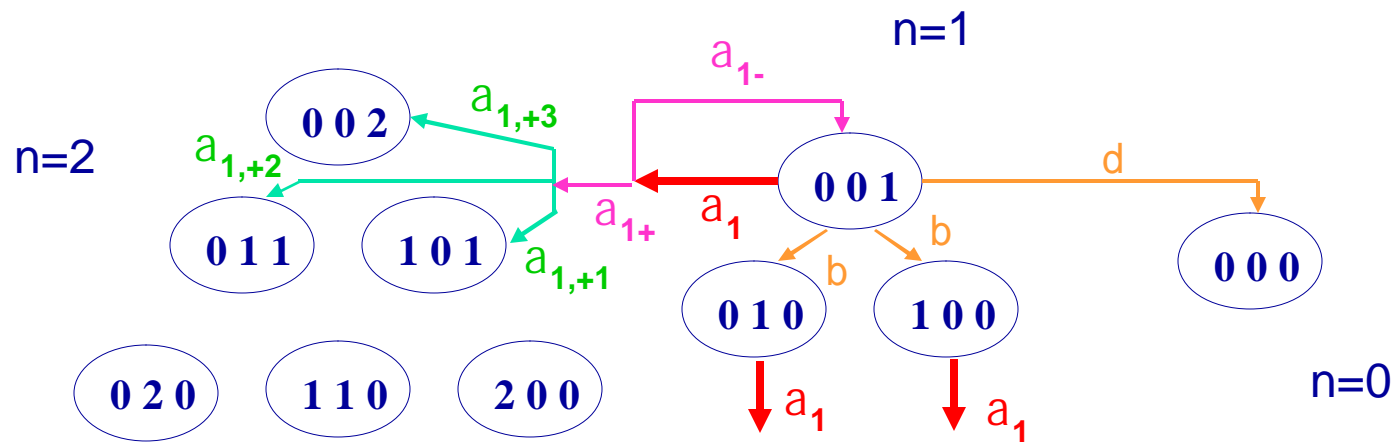 n=1
a1-
0 0 2
a1,+3
n=2
a1,+2
d
0 0 1
a1
a1+
b
0 1 1
1 0 1
a1,+1
b
0 0 0
0 1 0
1 0 0
0 2 0
1 1 0
2 0 0
n=0
a1
a1